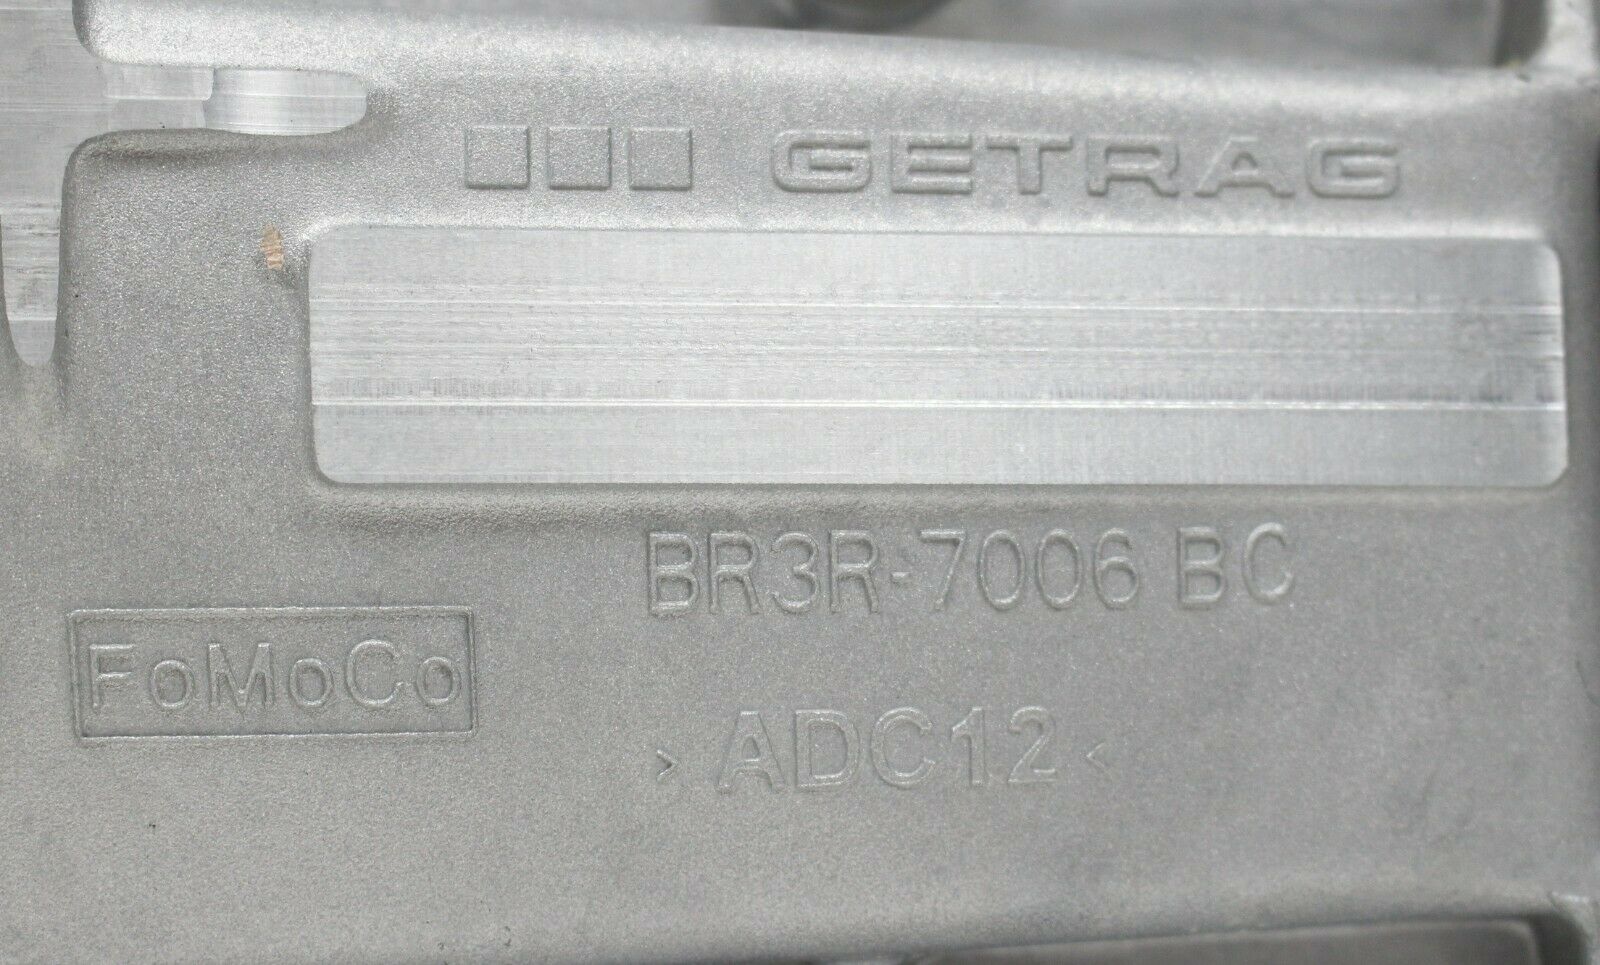 GETRAG
BR3R-7006 BC
FoMoCo
> ADC12 <